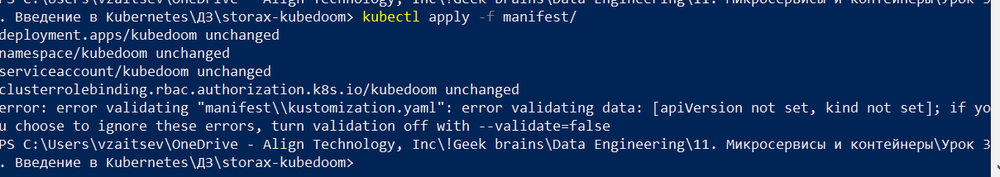 PS C:\Users\vzaitsev\OneDrive - Align Technology, Inc\!Geek brains\Data Engineering\11. Микросервисы и контейнеры\Урок 3
. Введение в Kubernetes\ДЗ\storax-kubedoom> kubectl apply -f manifest/
deployment.apps/kubedoom unchanged
namespace/kubedoom unchanged
serviceaccount/kubedoom unchanged
clusterrolebinding.rbac.authorization.k8s.io/kubedoom unchanged
error: error validating "manifest\\kustomization.yaml": error validating data: [apiVersion not set, kind not set]; if yo
u choose to ignore these errors, turn validation off with --validate=false
PS C:\Users\vzaitsev\OneDrive - Align Technology, Inc\!Geek brains\Data Engineering\11. Микросервисы и контейнеры\Урок 3
. Введение в Kubernetes\ДЗ\storax-kubedoom>